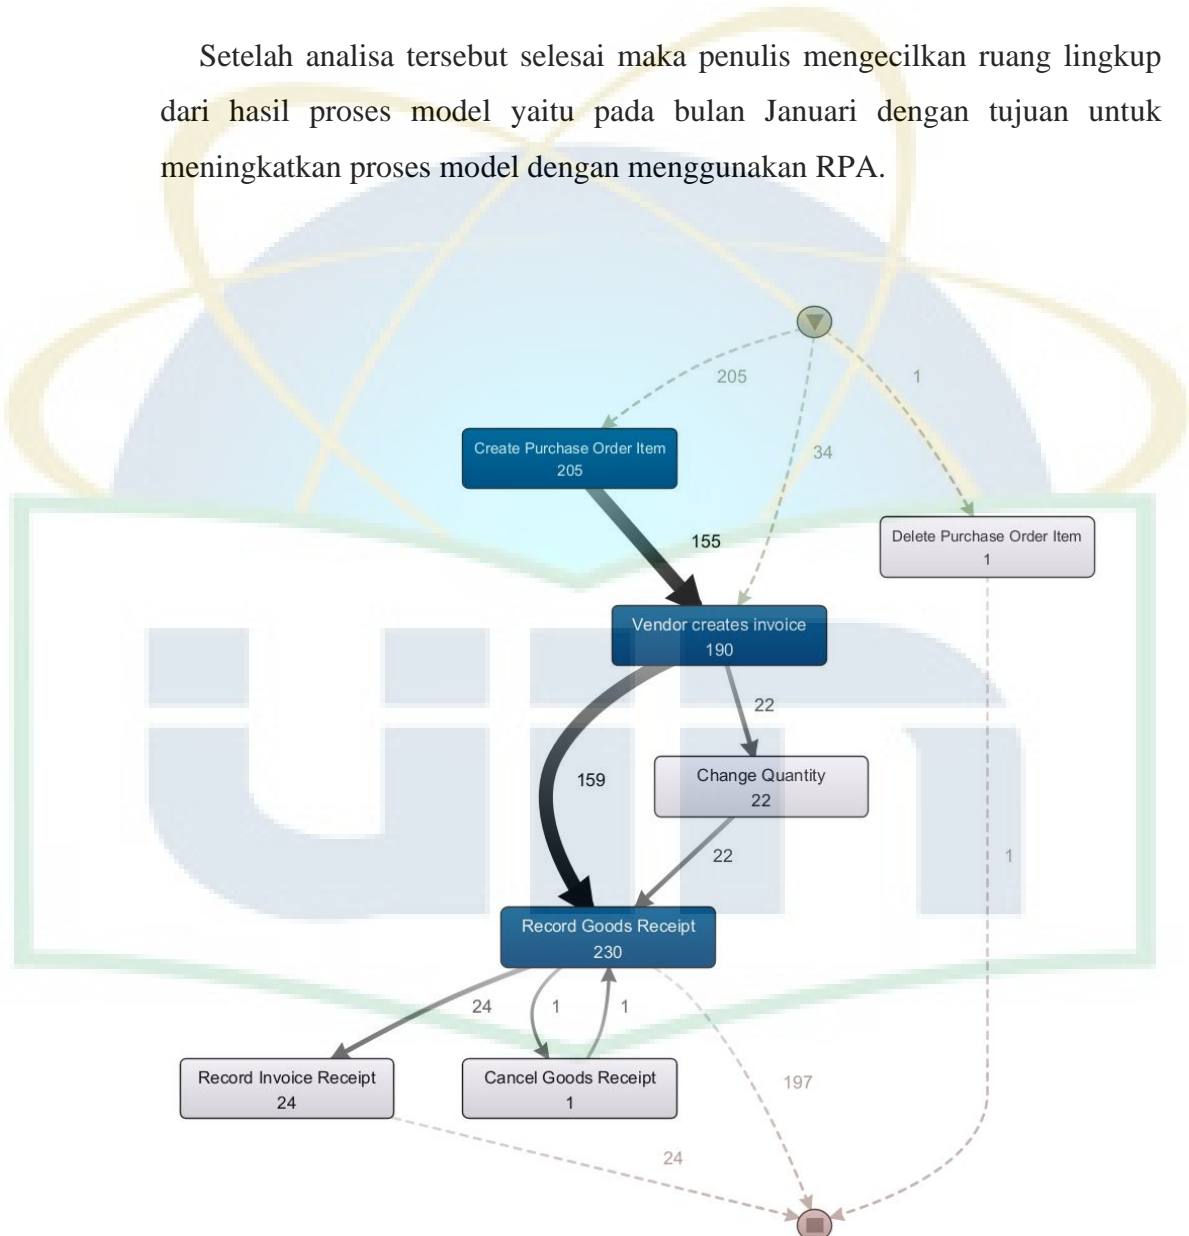 Setelah analisa tersebut selesai maka penulis mengecilkan ruang lingkup
dari hasil proses model yaitu pada bulan Januari dengan tujuan untuk
meningkatkan proses model dengan menggunakan RPA.
205
1
34
Create Purchase Order Item
205
Delete Purchase Order Item
1
155
Vendor creates invoice
190
22
159
Change Quantity
22
22
1
Record Goods Receipt
230
24
1
1
197
Record Invoice Receipt
24
Cancel Goods Receipt
1
24
uin